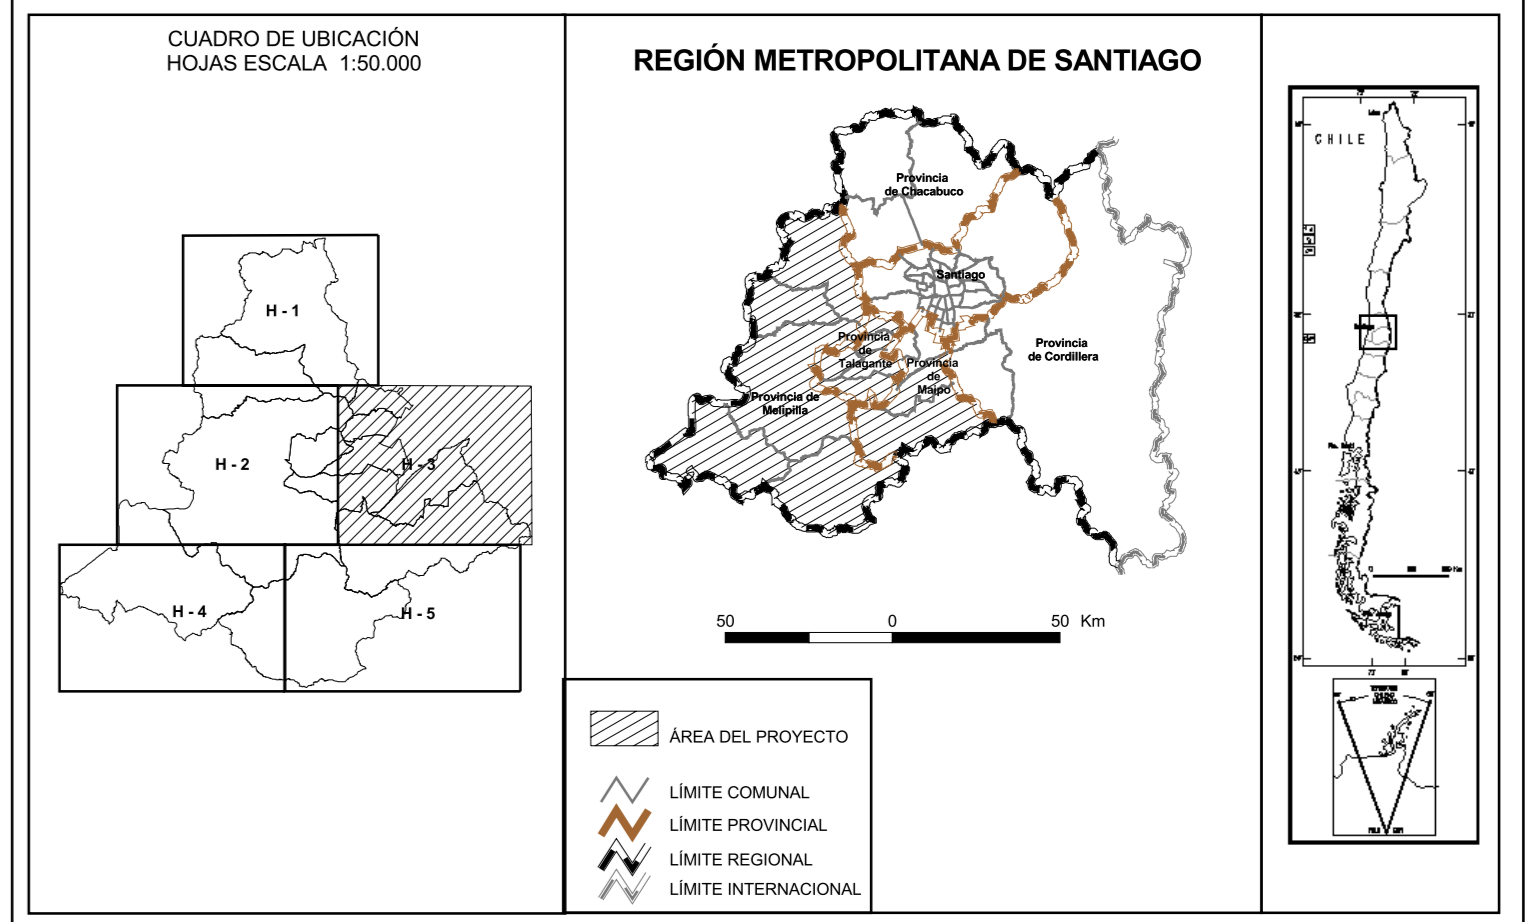 CUADRO DE UBICACIÓN
HOJAS ESCALA 1:50.000
H - 1
H - 2
H - 3
H - 4
H - 5
REGIÓN METROPOLITANA DE SANTIAGO
Provincia
de Chacabuco
Santiago
Provincia
de Cordillera
Provincia
de
Talagante
Provincia
de
Maipo
Provincia de
Melipilla
50
0
50 Km
ÁREA DEL PROYECTO
LÍMITE COMUNAL
LÍMITE PROVINCIAL
LÍMITE REGIONAL
LÍMITE INTERNACIONAL
CHILE